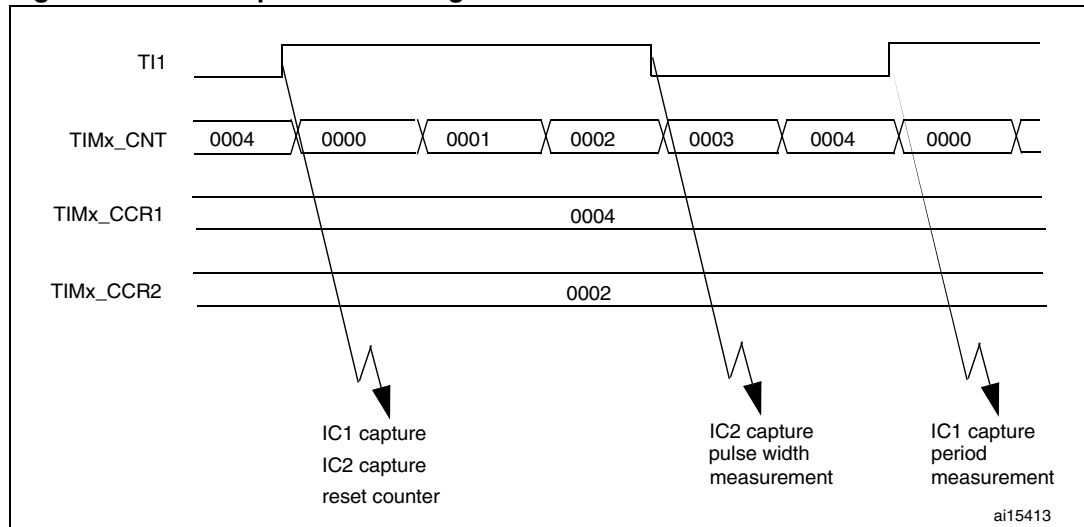 TI1
TIMx_CNT 0004 0000 0001 0002 0003 0004 0000
TIMx_CCR1 0004
TIMx_CCR2 0002
IC1 capture
IC2 capture
reset counter
IC2 capture
pulse width
measurement
IC1 capture
period
measurement
ai15413